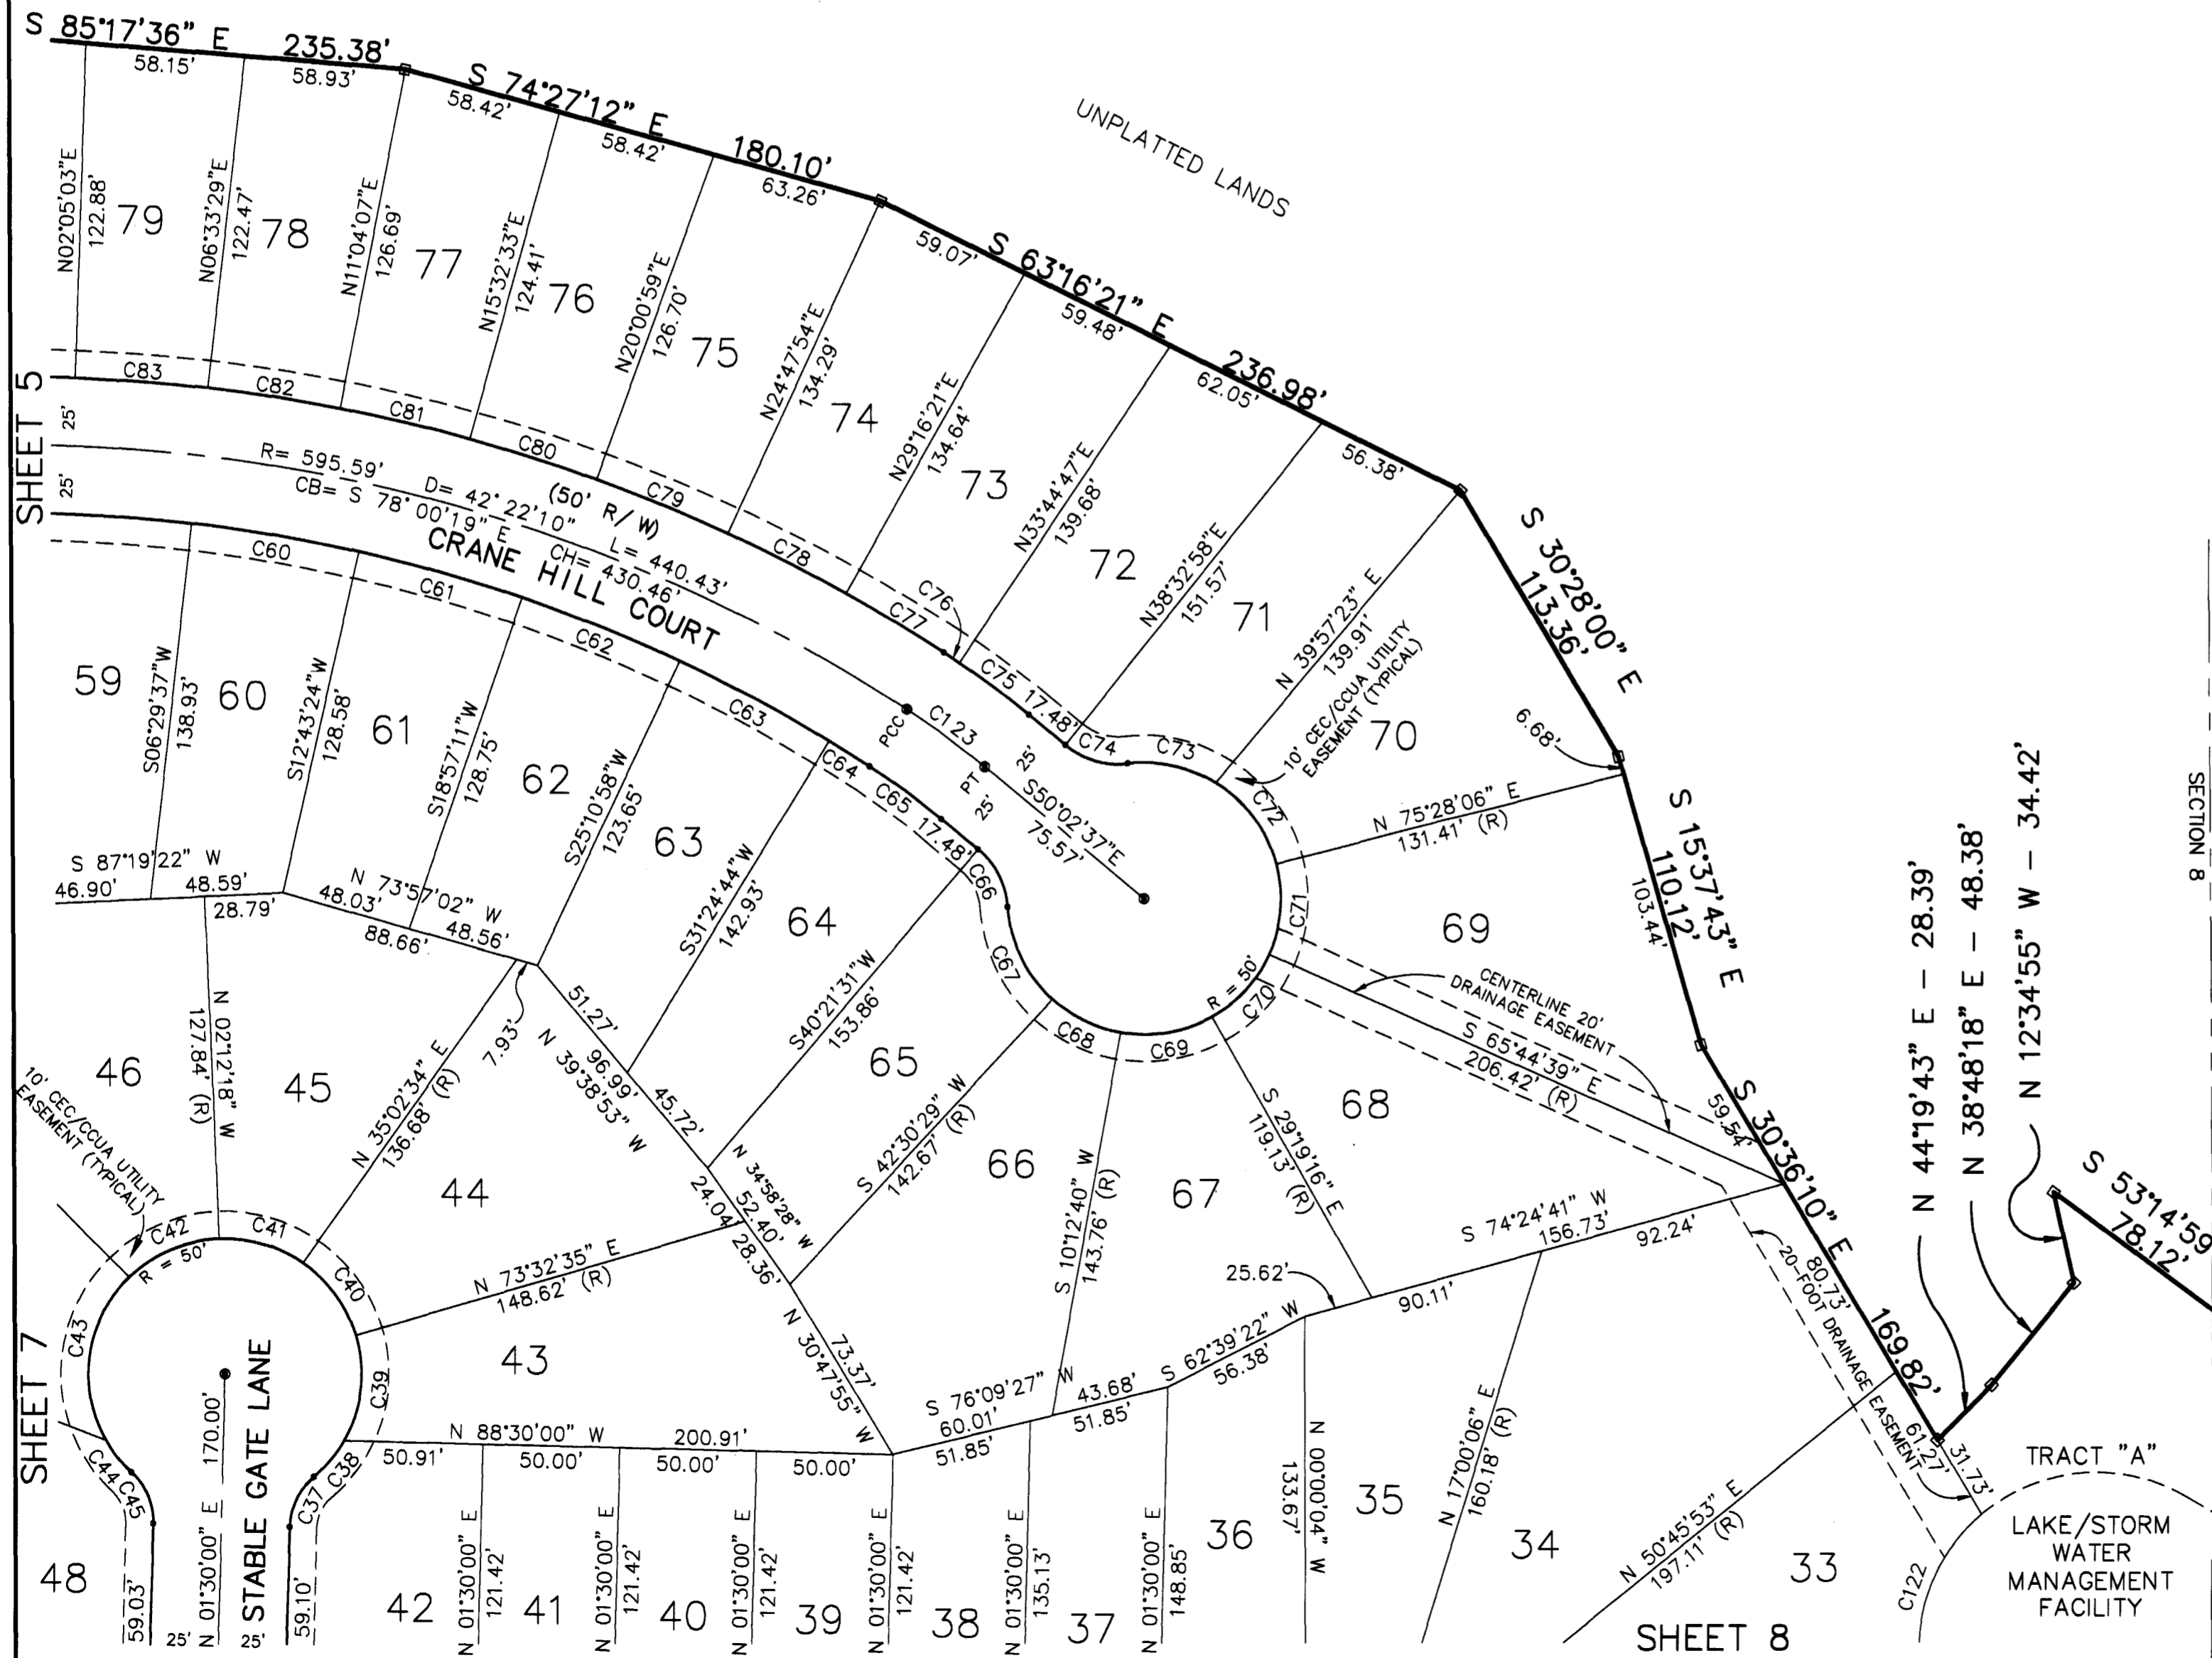 S 85°17'36" E 235.38'
58.15'
58.93'
S 74°27'12" E 180.10'
58.42'
58.42'
63.26'
UNPLATTED LANDS
S 63°16'21" E 236.98'
59.07'
59.48'
62.05'
56.38'
S 30°28'00" E
113.36'
6.68'
S 15°37'43" E
110.12'
103.44'
N02°05'03"E
122.88'
79
N06°33'29"E
122.47'
78
N11°04'07"E
126.69'
77
N15°32'33"E
124.41'
76
N20°00'59"E
126.70'
75
N24°47'54"E
134.29'
74
N29°16'21"E
134.64'
73
N33°44'47"E
139.68'
72
N38°32'58"E
151.57'
71
N 39°57'23" E
139.91'
10' CEC/CCUA UTILITY
EASEMENT (TYPICAL)
70
N 75°28'06" E
131.41' (R)
69
SHEET 5
25'
25'
C83
C82
C81
C80
C79
C78
C77
C76
C75
17.48'
C74
C73
C72
C71
C70
C69
C68
C67
C66
17.48'
C65
C64
C63
C62
C61
C60
R= 595.59' D= 42°22'10" L= 440.43'
CB= S 78°00'19" E CH= 430.46'
(50' R/W)
CRANE HILL COURT
PCC
C123
PT
25'
25'
S50°02'37"E
75.57'
R = 50'
59
S06°29'37"W
138.93'
60
S12°43'24"W
128.58'
61
S18°57'11"W
128.75'
62
S25°10'58"W
123.65'
63
S31°24'44"W
142.93'
64
S40°21'31"W
153.86'
65
S 42°30'29" W
142.67' (R)
66
S 10°12'40" W
143.76' (R)
67
S 29°19'16" E
119.13' (R)
68
CENTERLINE 20'
DRAINAGE EASEMENT
S 65°44'39" E
206.42' (R)
S 30°36'10" E 169.82'
59.54'
80.73'
61.27'
31.73'
20-FOOT DRAINAGE EASEMENT
S 87°19'22" W
46.90'
48.59'
28.79'
N 73°57'02" W
48.03'
48.56'
88.66'
7.93'
51.27'
96.99'
N 39°38'53" W
45.72'
N 34°58'28" W
52.40'
24.04'
28.36'
73.37'
N 30°47'55" W
46
N 02°12'18" W
127.84' (R)
45
N 35°02'34" E
136.68' (R)
44
N 73°32'35" E
148.62' (R)
43
10' CEC/CCUA UTILITY
EASEMENT (TYPICAL)
C42
C41
C40
C39
C38
C37
C43
C44
C45
R = 50'
SHEET 7
48
59.03'
25'
N 01°30'00" E 170.00'
25'
STABLE GATE LANE
59.10'
N 88°30'00" W 200.91'
50.91'
50.00'
50.00'
50.00'
42
N 01°30'00" E
121.42'
41
N 01°30'00" E
121.42'
40
N 01°30'00" E
121.42'
39
N 01°30'00" E
121.42'
38
N 01°30'00" E
135.13'
37
N 01°30'00" E
148.85'
36
N 00°00'04" W
133.67'
35
N 17°00'06" E
160.18' (R)
34
N 50°45'53" E
197.11' (R)
33
S 76°09'27" W
60.01'
43.68'
51.85'
51.85'
S 62°39'22" W
56.38'
25.62'
S 74°24'41" W
156.73'
92.24'
90.11'
SHEET 8
C122
TRACT "A"
LAKE/STORM
WATER
MANAGEMENT
FACILITY
N 44°19'43" E – 28.39'
N 38°48'18" E – 48.38'
N 12°34'55" W – 34.42'
S 53°14'59
78.12'
SECTION 8